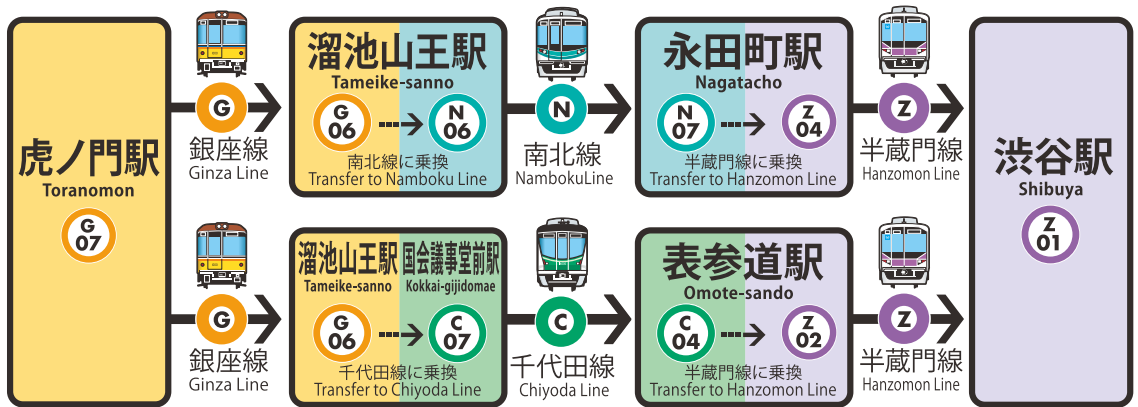 虎ノ門駅
Toranomon
G
07
G
銀座線
Ginza Line
溜池山王駅
Tameike-sanno
G
06
N
06
南北線に乗換
Transfer to Namboku Line
N
南北線
NambokuLine
永田町駅
Nagatacho
N
07
Z
04
半蔵門線に乗換
Transfer to Hanzomon Line
Z
半蔵門線
Hanzomon Line
G
銀座線
Ginza Line
溜池山王駅
Tameike-sanno
国会議事堂前駅
Kokkai-gijidomae
G
06
C
07
千代田線に乗換
Transfer to Chiyoda Line
C
千代田線
Chiyoda Line
表参道駅
Omote-sando
C
04
Z
02
半蔵門線に乗換
Transfer to Hanzomon Line
Z
半蔵門線
Hanzomon Line
渋谷駅
Shibuya
Z
01